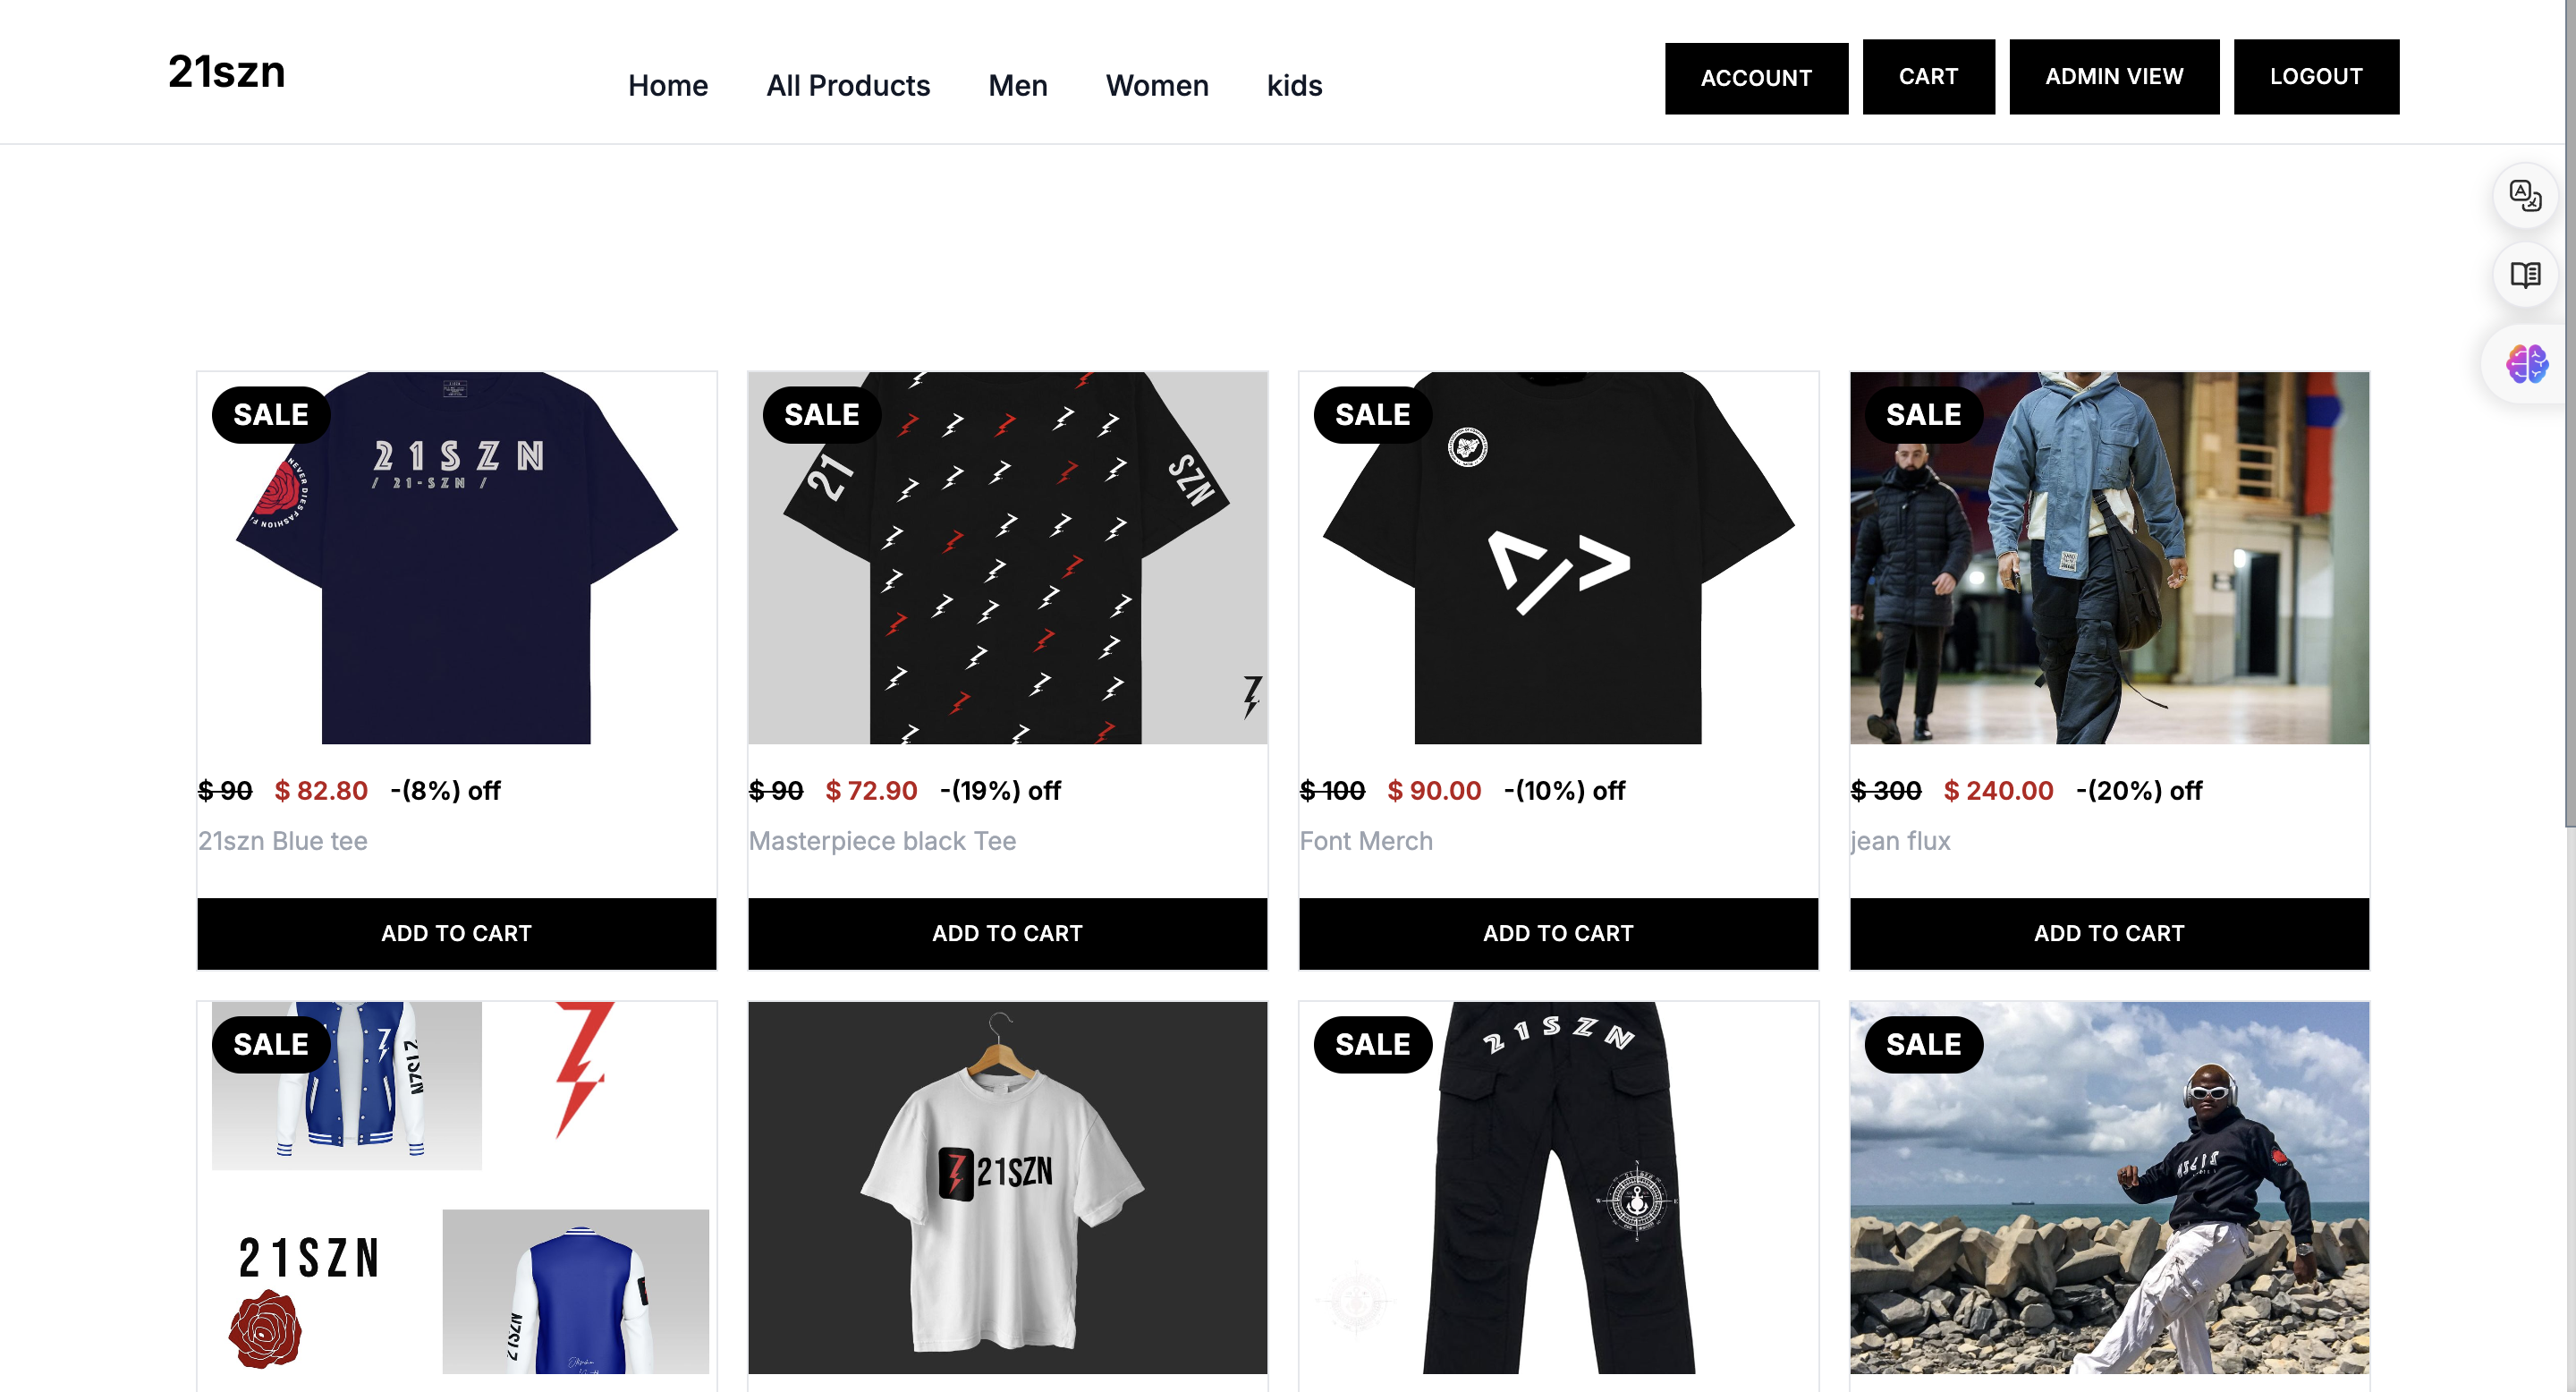 21szn
Home All Products Men Women kids
ACCOUNT CART ADMIN VIEW LOGOUT
SALE
21SZN
/ 21-SZN /
NEVER DIES FASHION
SALE
21
SZN
SALE
</>
SALE
$ 90 $ 82.80 -(8%) off
21szn Blue tee
ADD TO CART
$ 90 $ 72.90 -(19%) off
Masterpiece black Tee
ADD TO CART
$ 100 $ 90.00 -(10%) off
Font Merch
ADD TO CART
$ 300 $ 240.00 -(20%) off
jean flux
ADD TO CART
SALE
21SZN
21SZN
21SZN
21SZN
SALE
21SZN
SALE